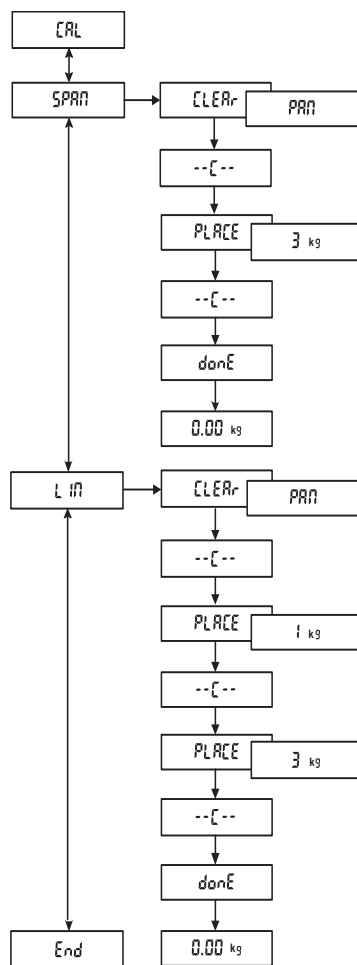 CAL
SPAN
CLEAr
PAN
--C--
PLACE
3 kg
--C--
donE
0.00 kg
LIN
CLEAr
PAN
--C--
PLACE
1 kg
--C--
PLACE
3 kg
--C--
donE
End
0.00 kg